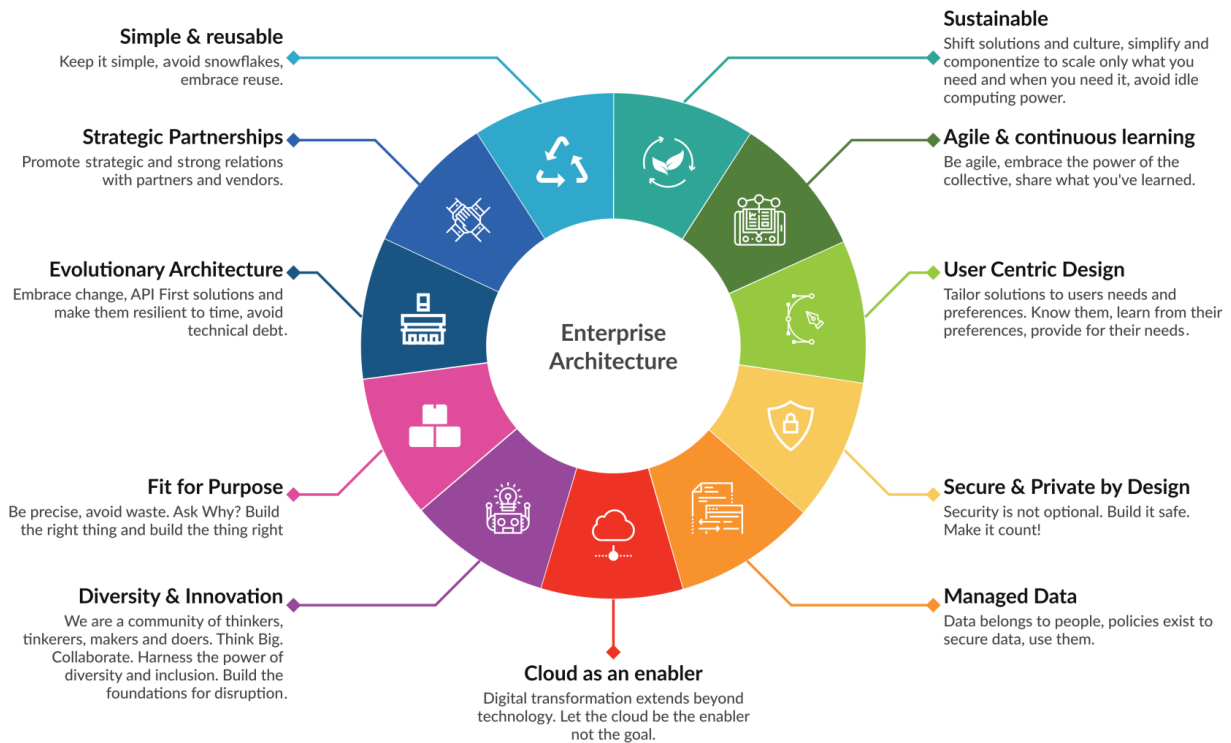 Simple & reusable
Keep it simple, avoid snowflakes,
embrace reuse.
Strategic Partnerships
Promote strategic and strong relations
with partners and vendors.
Evolutionary Architecture
Embrace change, API First solutions and
make them resilient to time, avoid
technical debt.
Fit for Purpose
Be precise, avoid waste. Ask Why? Build
the right thing and build the thing right
Diversity & Innovation
We are a community of thinkers,
tinkerers, makers and doers. Think Big.
Collaborate. Harness the power of
diversity and inclusion. Build the
foundations for disruption.
Enterprise
Architecture
Cloud as an enabler
Digital transformation extends beyond
technology. Let the cloud be the enabler
not the goal.
Sustainable
Shift solutions and culture, simplify and
componentize to scale only what you
need and when you need it, avoid idle
computing power.
Agile & continuous learning
Be agile, embrace the power of the
collective, share what you've learned.
User Centric Design
Tailor solutions to users needs and
preferences. Know them, learn from their
preferences, provide for their needs.
Secure & Private by Design
Security is not optional. Build it safe.
Make it count!
Managed Data
Data belongs to people, policies exist to
secure data, use them.